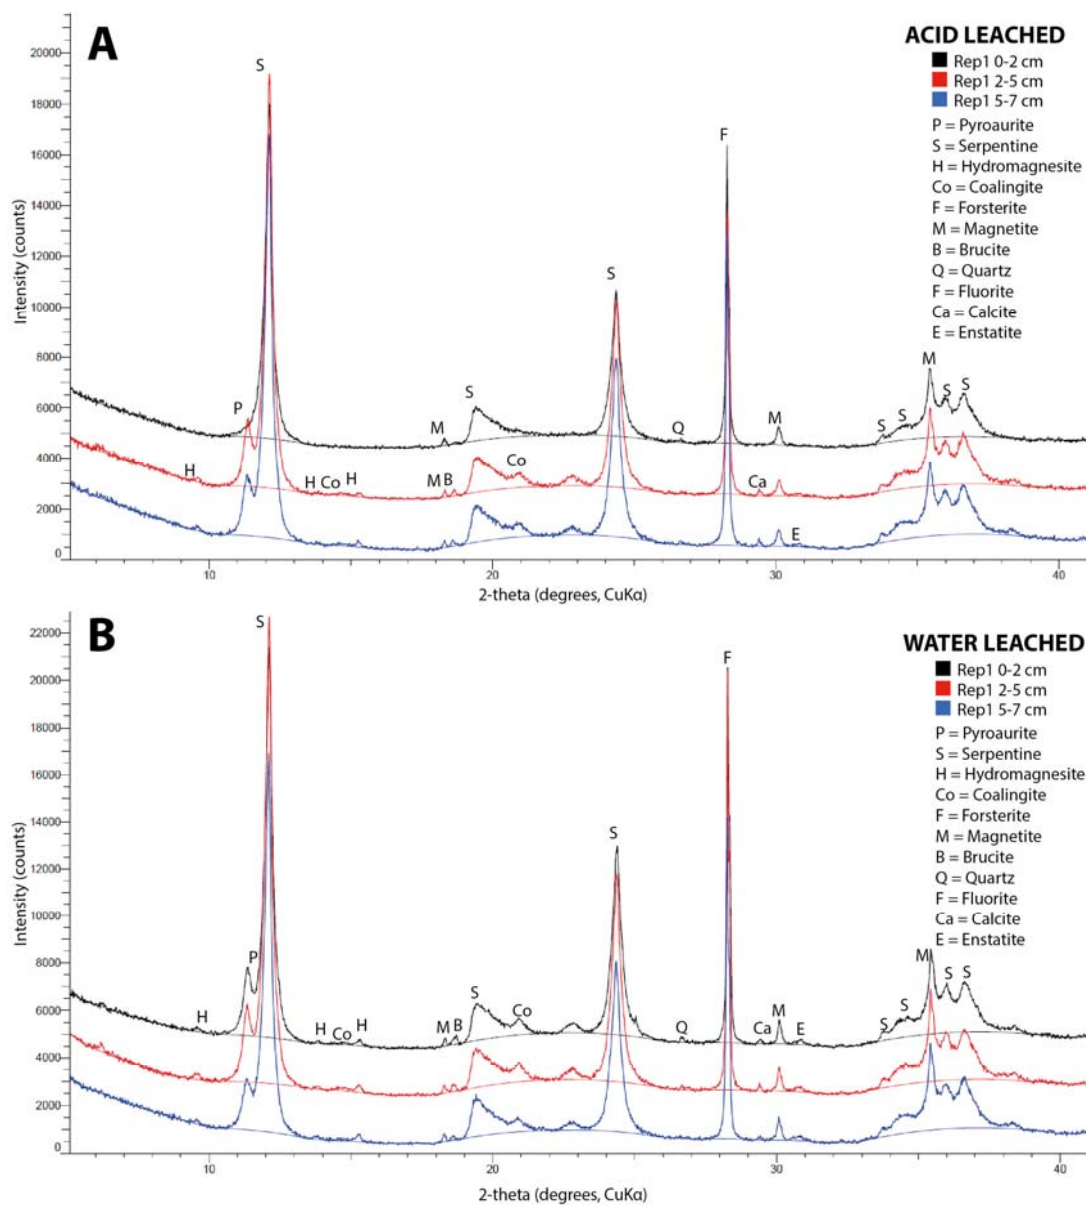 A
ACID LEACHED
Rep1 0-2 cm
Rep1 2-5 cm
Rep1 5-7 cm
P = Pyroaurite
S = Serpentine
H = Hydromagnesite
Co = Coalingite
F = Forsterite
M = Magnetite
B = Brucite
Q = Quartz
F = Fluorite
Ca = Calcite
E = Enstatite
Intensity (counts)
20000
18000
16000
14000
12000
10000
8000
6000
4000
2000
0
S
F
S
M
S
S
S
S
P
S
M
Q
M
H
H
Co
H
M
B
Co
Ca
E
10
20
30
40
2-theta (degrees, CuKα)
B
WATER LEACHED
Rep1 0-2 cm
Rep1 2-5 cm
Rep1 5-7 cm
P = Pyroaurite
S = Serpentine
H = Hydromagnesite
Co = Coalingite
F = Forsterite
M = Magnetite
B = Brucite
Q = Quartz
F = Fluorite
Ca = Calcite
E = Enstatite
Intensity (counts)
22000
20000
18000
16000
14000
12000
10000
8000
6000
4000
2000
0
S
F
S
P
M
S
S
S
Co
S
S
H
H
Co
H
M
B
Q
Ca
M
E
10
20
30
40
2-theta (degrees, CuKα)